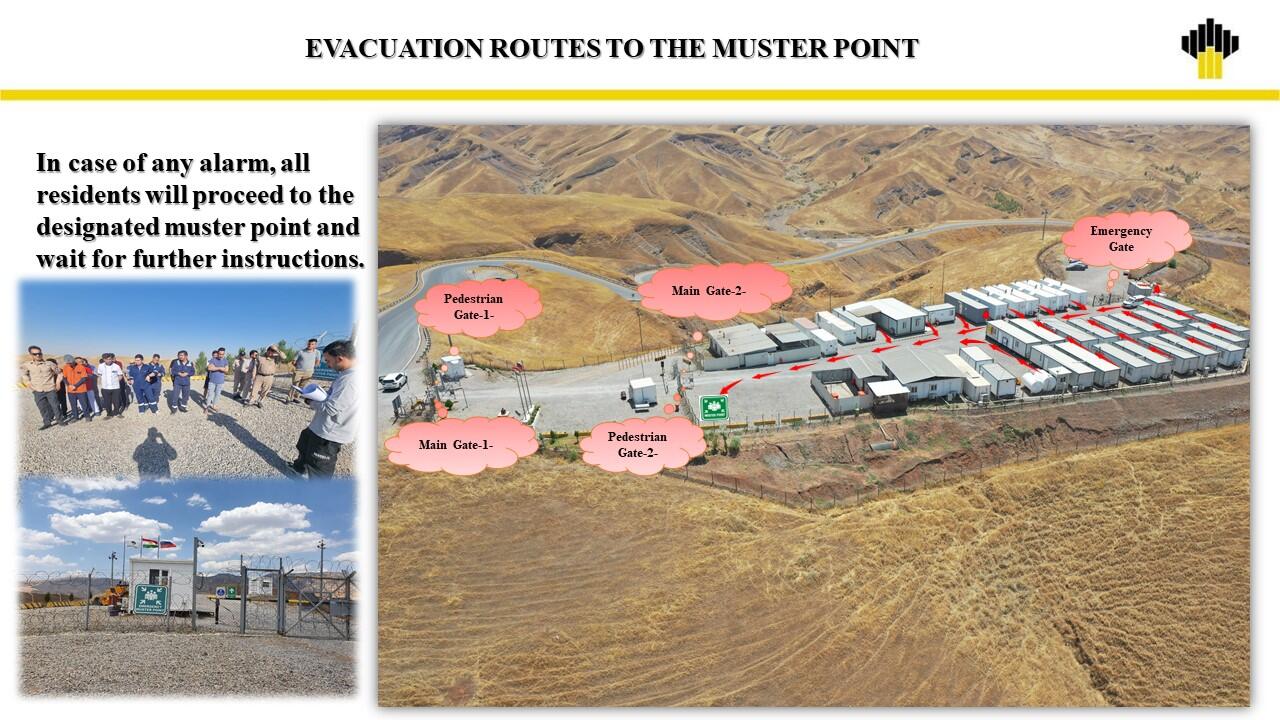 EVACUATION ROUTES TO THE MUSTER POINT
In case of any alarm, all
residents will proceed to the
designated muster point and
wait for further instructions.
Emergency
Gate
Main Gate-2-
Pedestrian
Gate-1-
Main Gate-1-
Pedestrian
Gate-2-
MUSTER POINT
EMERGENCY
MUSTER POINT